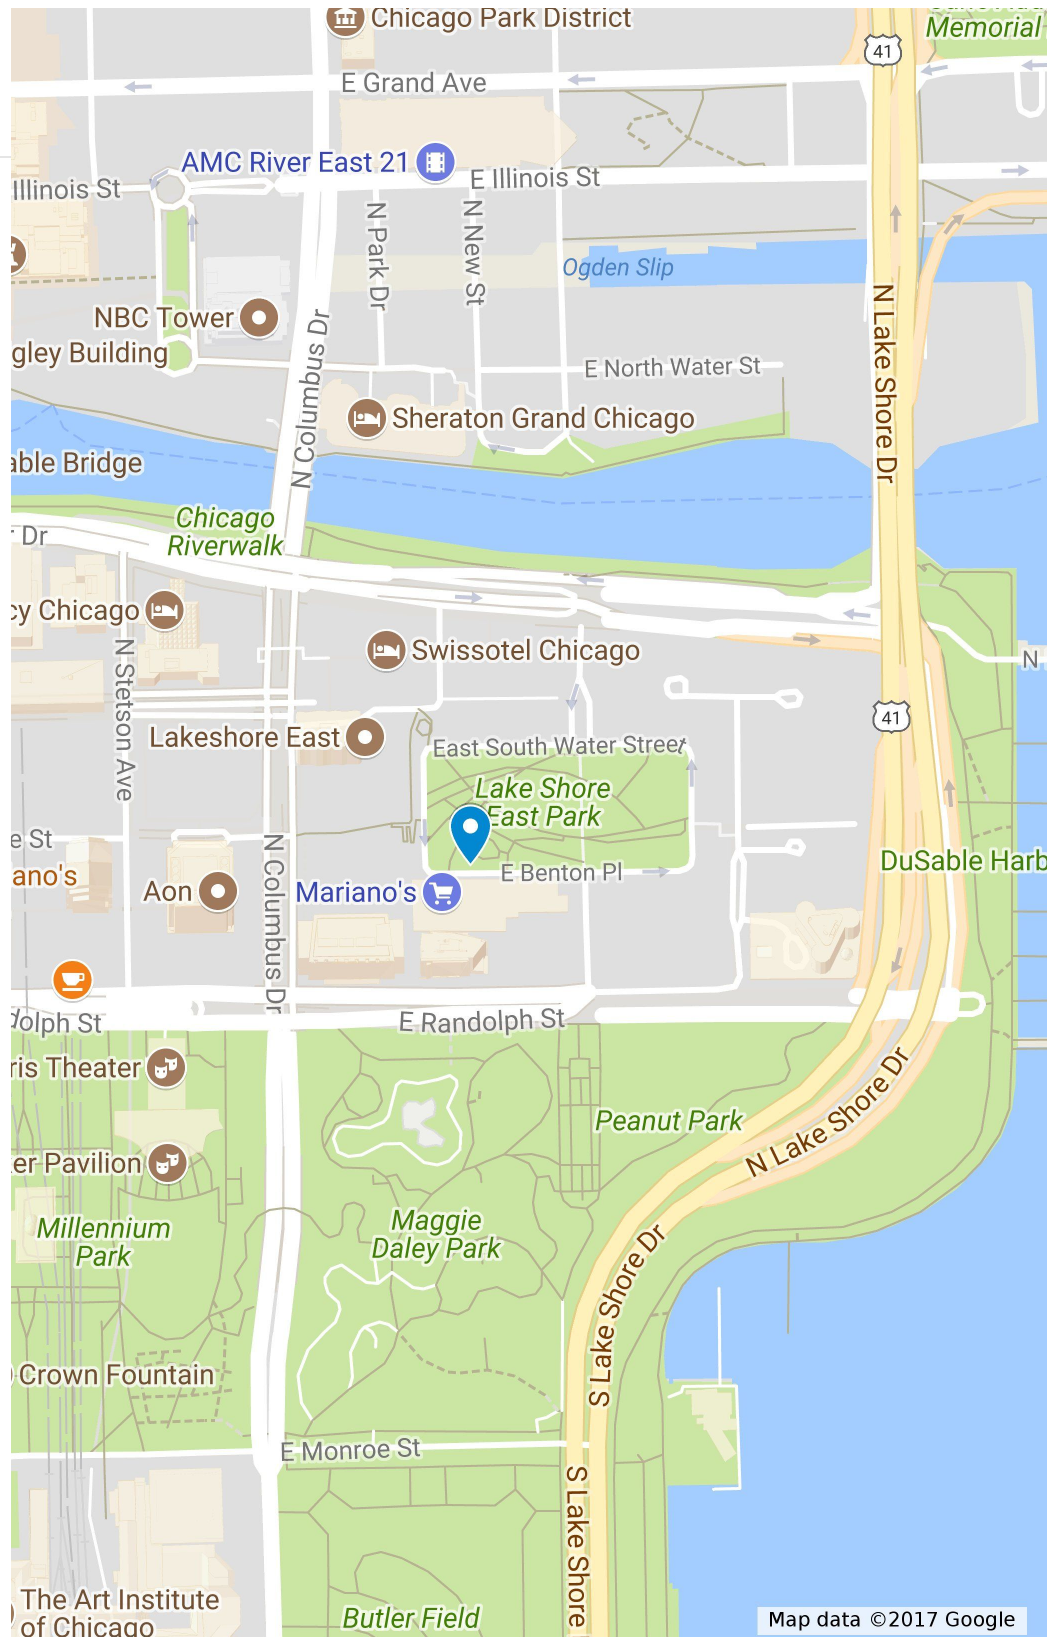 Chicago Park District
41
Memorial
E Grand Ave
AMC River East 21
E Illinois St
Illinois St
N Park Dr
N New St
Ogden Slip
NBC Tower
gley Building
N Columbus Dr
E North Water St
N Lake Shore Dr
Sheraton Grand Chicago
able Bridge
Chicago
Riverwalk
r Dr
cy Chicago
Swissotel Chicago
N Stetson Ave
N
41
Lakeshore East
East South Water Street
Lake Shore
East Park
e St
N Columbus Dr
ano's
Aon
Mariano's
E Benton Pl
DuSable Harb
dolph St
E Randolph St
ris Theater
N Lake Shore Dr
Peanut Park
er Pavilion
Millennium
Park
Maggie
Daley Park
S Lake Shore Dr
Crown Fountain
E Monroe St
S Lake Shore
The Art Institute
of Chicago
Butler Field
Map data ©2017 Google